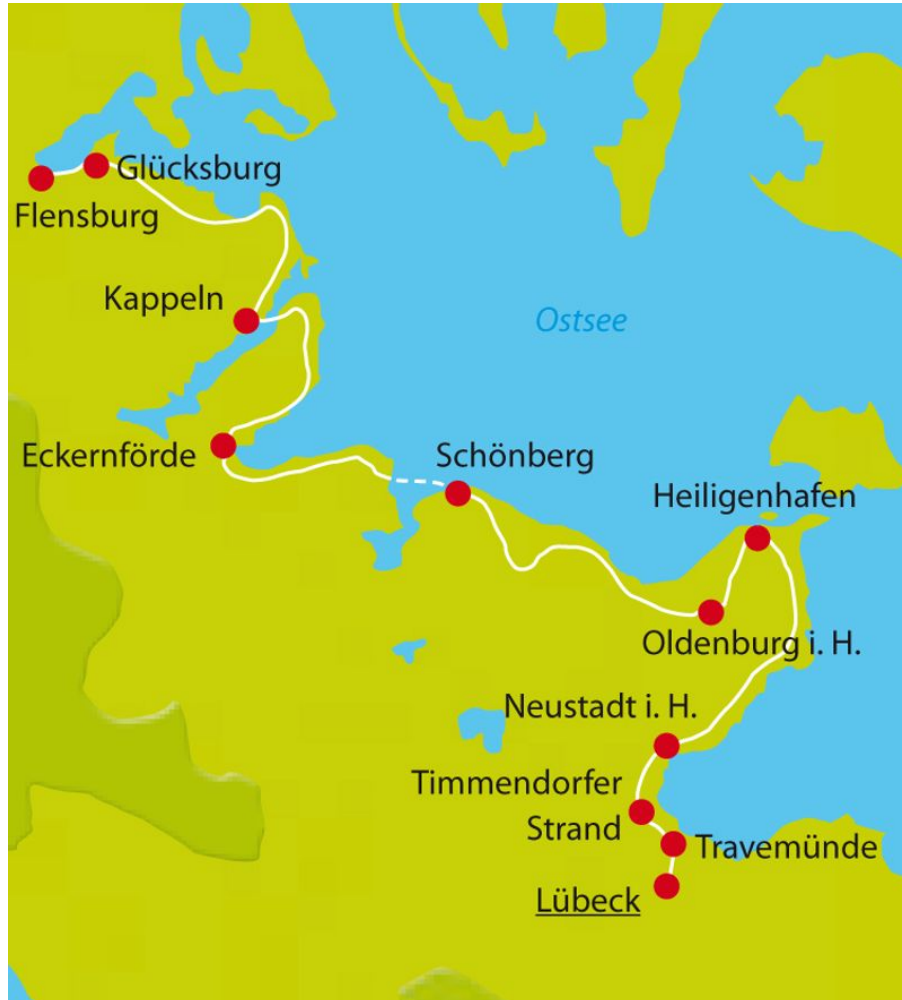 Glücksburg
Flensburg
Kappeln
Ostsee
Eckernförde
Schönberg
Heiligenhafen
Oldenburg i. H.
Neustadt i. H.
Timmendorfer
Strand
Travemünde
Lübeck